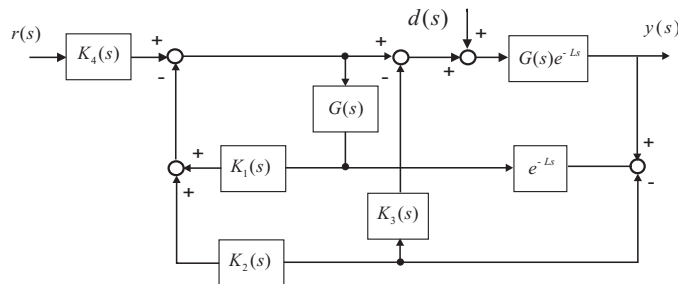 d(s)
r(s)
y(s)
K₄(s)
+
-
+
-
+
+
G(s)e^{-Ls}
G(s)
+
+
K₁(s)
e^{-Ls}
+
-
K₃(s)
K₂(s)